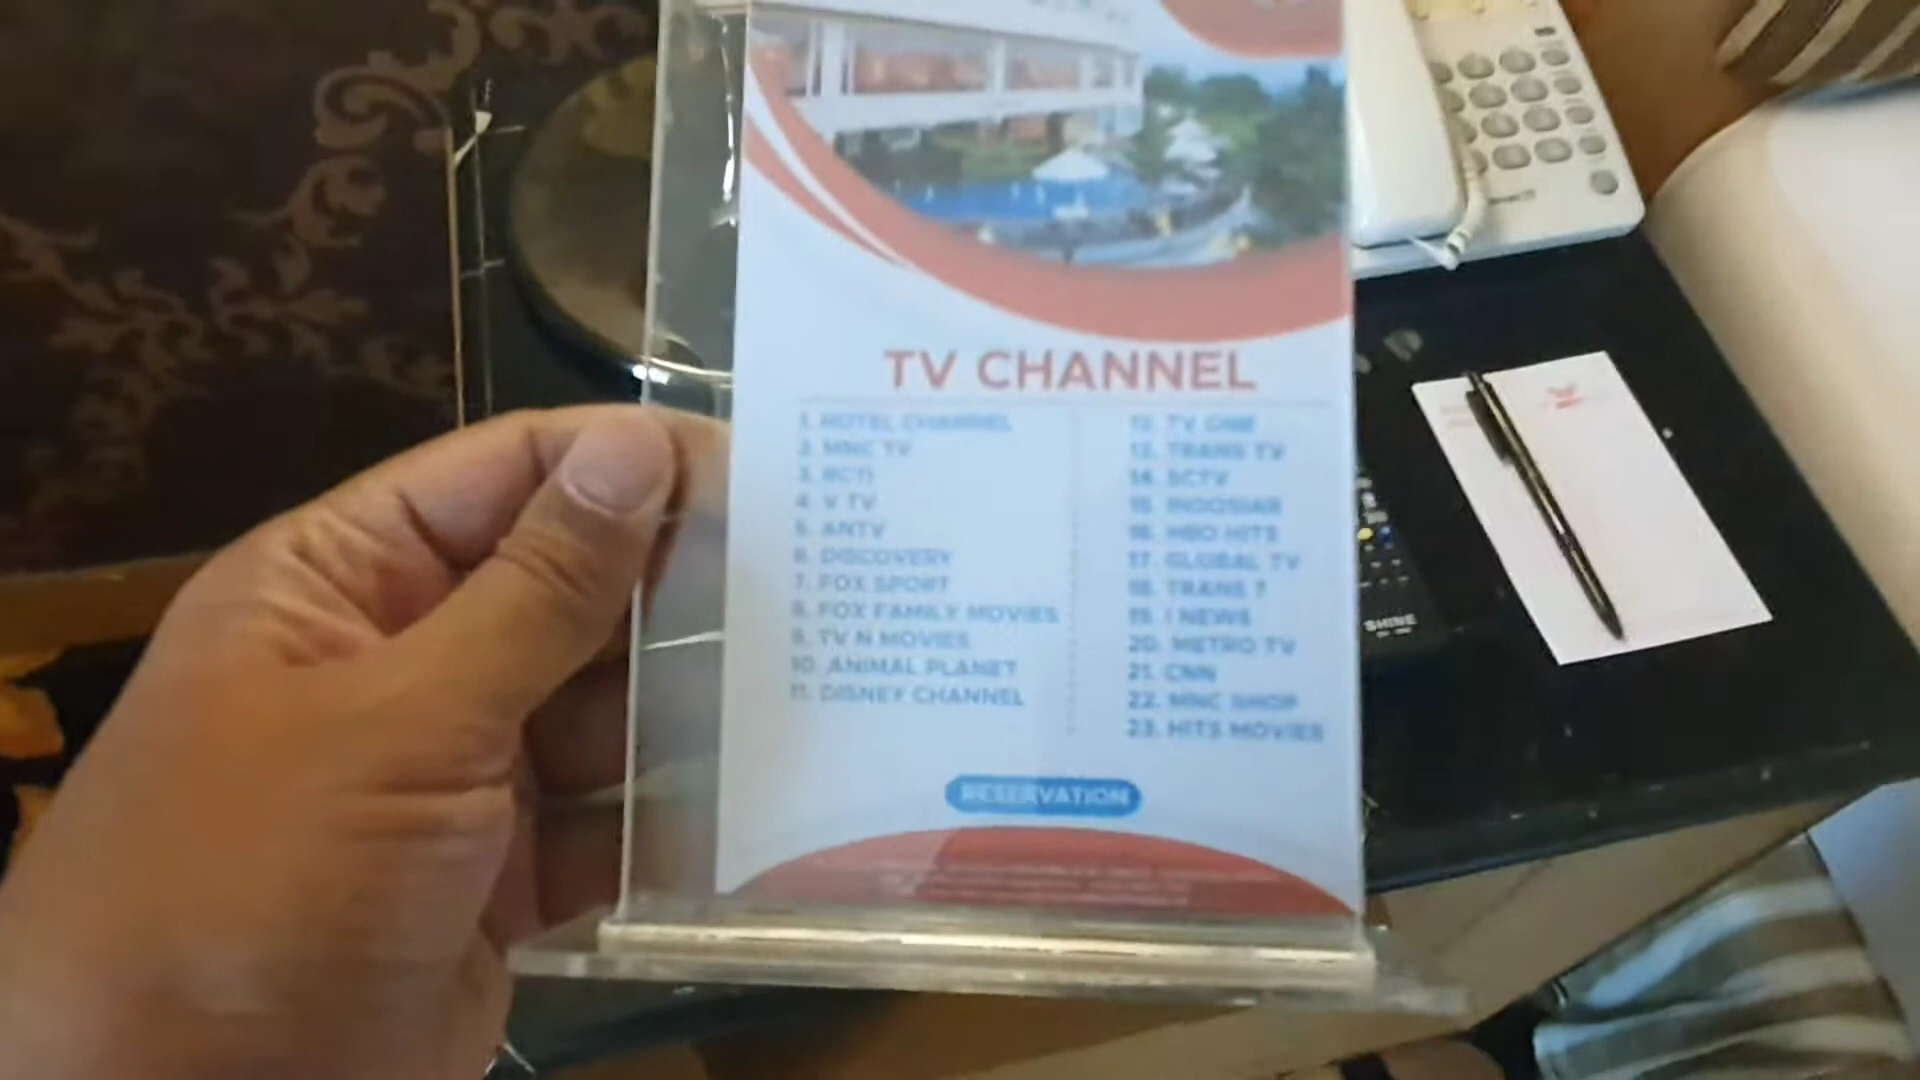 TV CHANNEL
1. HOTEL CHANNEL
2. MNC TV
3. RCTI
4. V TV
5. ANTV
6. DISCOVERY
7. FOX SPORT
8. FOX FAMILY MOVIES
9. TV N MOVIES
10. ANIMAL PLANET
11. DISNEY CHANNEL
12. TV ONE
13. TRANS TV
14. SCTV
15. INDOSIAR
16. HBO HITS
17. GLOBAL TV
18. TRANS 7
19. I NEWS
20. METRO TV
21. CNN
22. MNC SHOP
23. HITS MOVIES
RESERVATION
SHINE